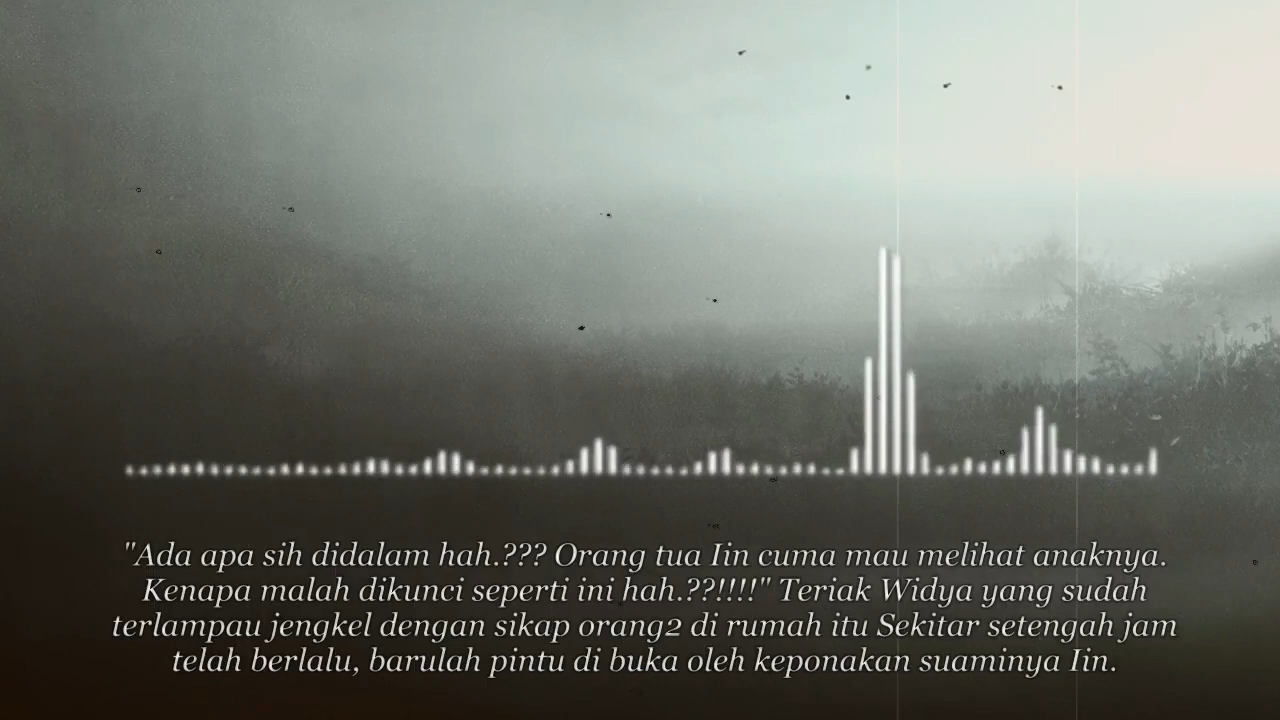 "Ada apa sih didalam hah.??? Orang tua Iin cuma mau melihat anaknya.
Kenapa malah dikunci seperti ini hah.??!!!!" Teriak Widya yang sudah
terlampau jengkel dengan sikap orang2 di rumah itu Sekitar setengah jam
telah berlalu, barulah pintu di buka oleh keponakan suaminya Iin.